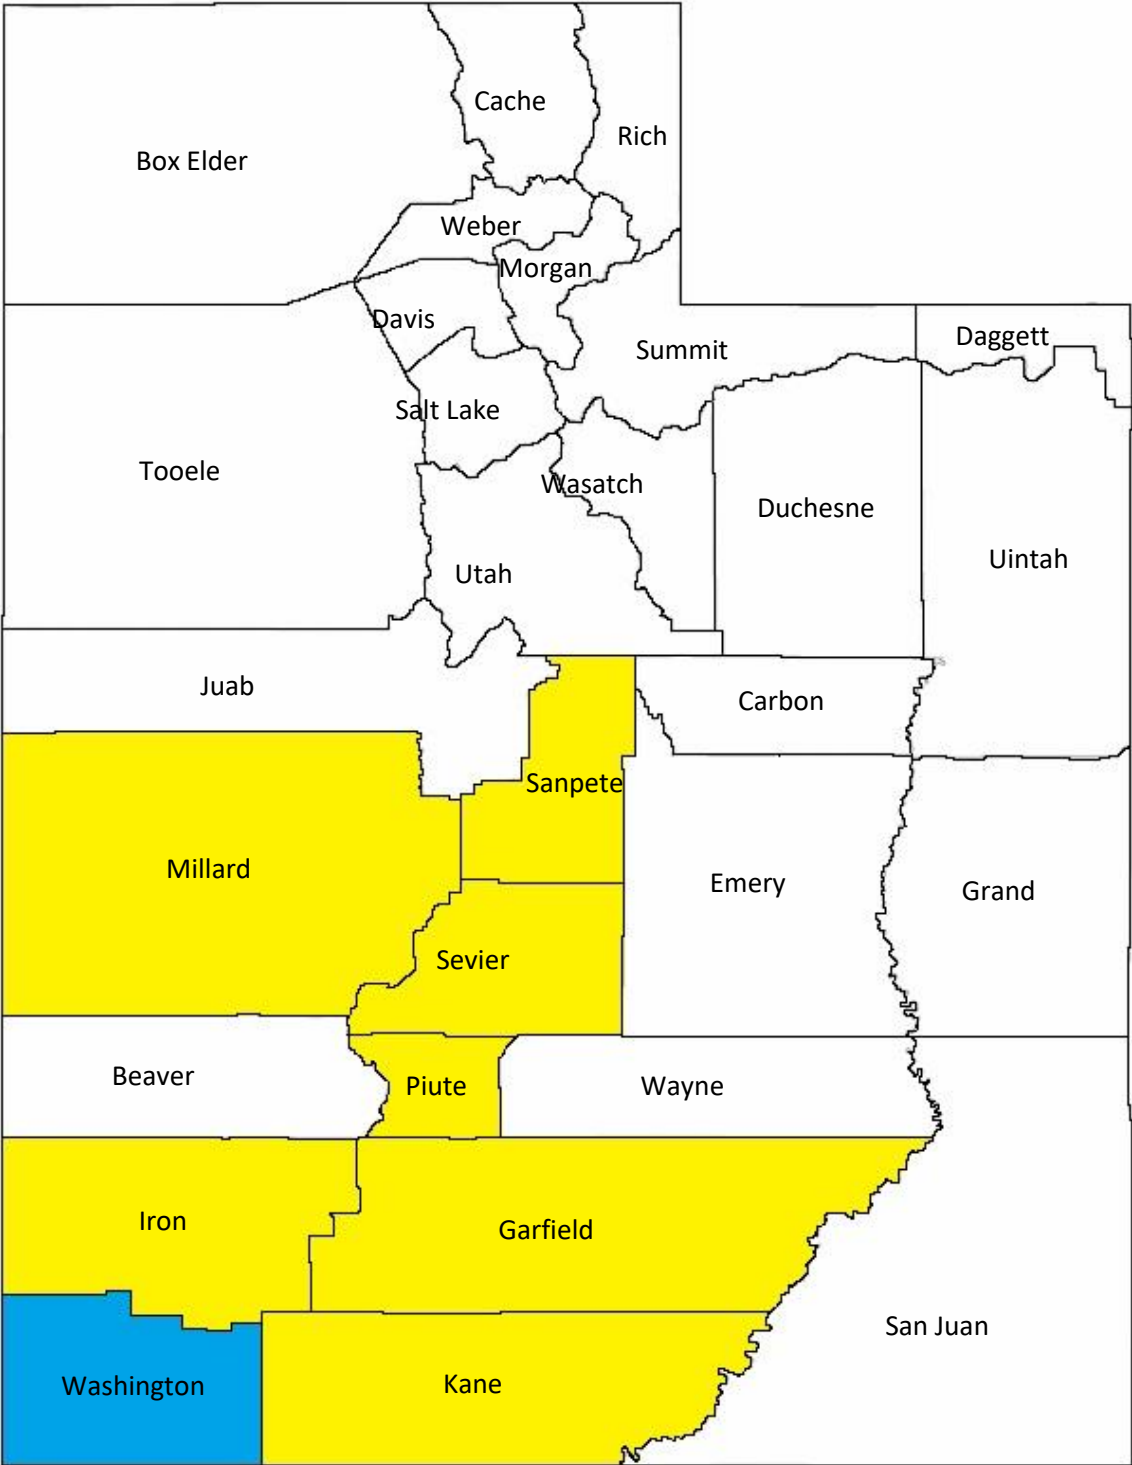 Cache
Rich
Box Elder
Weber
Morgan
Davis
Summit
Daggett
Salt Lake
Tooele
Wasatch
Duchesne
Uintah
Utah
Juab
Carbon
Sanpete
Millard
Emery
Grand
Sevier
Beaver
Piute
Wayne
Iron
Garfield
San Juan
Washington
Kane